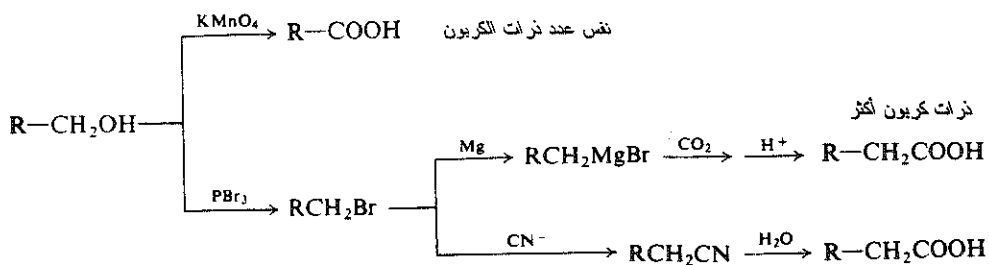 KMnO₄
R—COOH نفس عدد ذرات الكربون
R—CH₂OH
ذرات كربون أكثر
Mg RCH₂MgBr CO₂ H⁺ R—CH₂COOH
PBr₃ RCH₂Br
CN⁻ RCH₂CN H₂O R—CH₂COOH